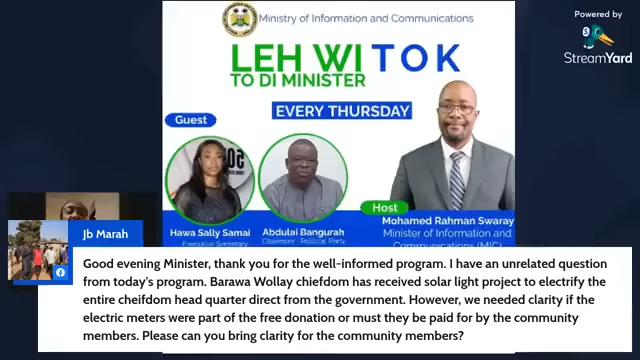 Ministry of Information and Communications
Powered by
StreamYard
LEH WI TOK
TO DI MINISTER
EVERY THURSDAY
Guest
Host
Hawa Sally Samai
Executive Secretary
Abdulai Bangurah
Chairman - Political Party
Mohamed Rahman Swaray
Minister of Information and
Communications (MIC)
Jb Marah
Good evening Minister, thank you for the well-informed program. I have an unrelated question
from today's program. Barawa Wollay chiefdom has received solar light project to electrify the
entire cheifdom head quarter direct from the government. However, we needed clarity if the
electric meters were part of the free donation or must they be paid for by the community
members. Please can you bring clarity for the community members?